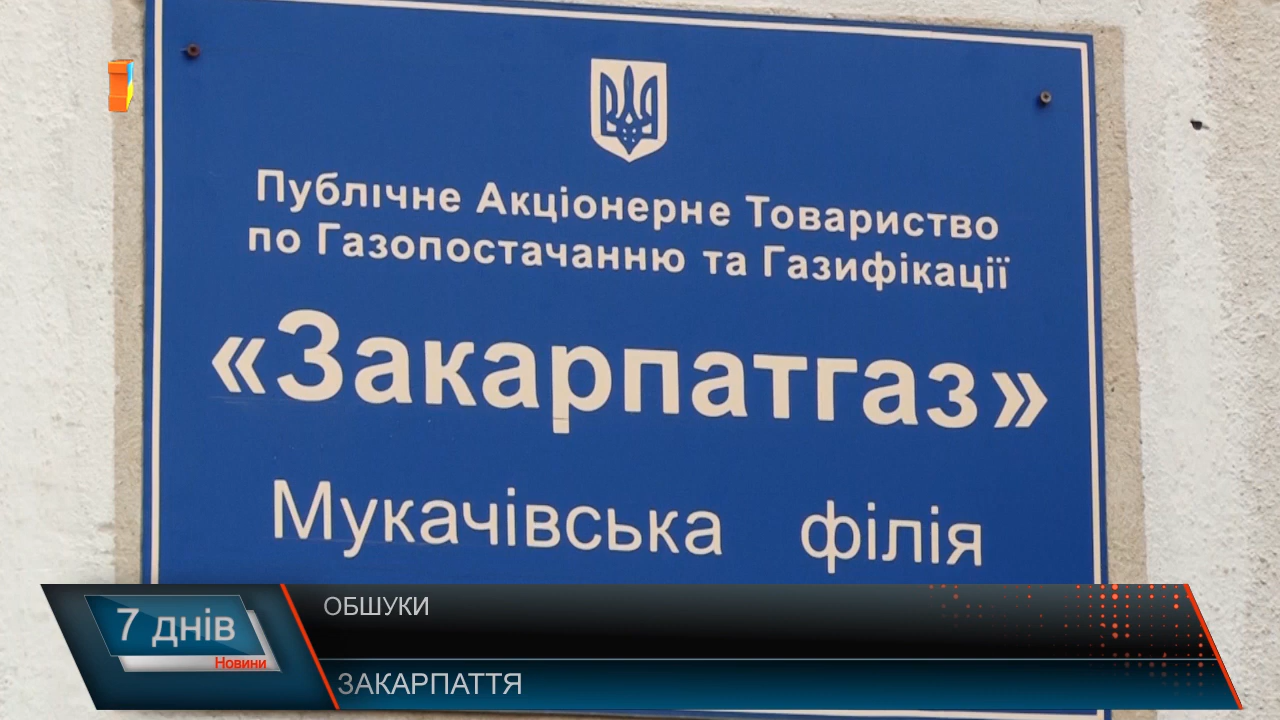 Публічне Акціонерне Товариство
по Газопостачанню та Газифікації
«Закарпатгаз»
Мукачівська філія
7 днів
Новини
ОБШУКИ
ЗАКАРПАТТЯ